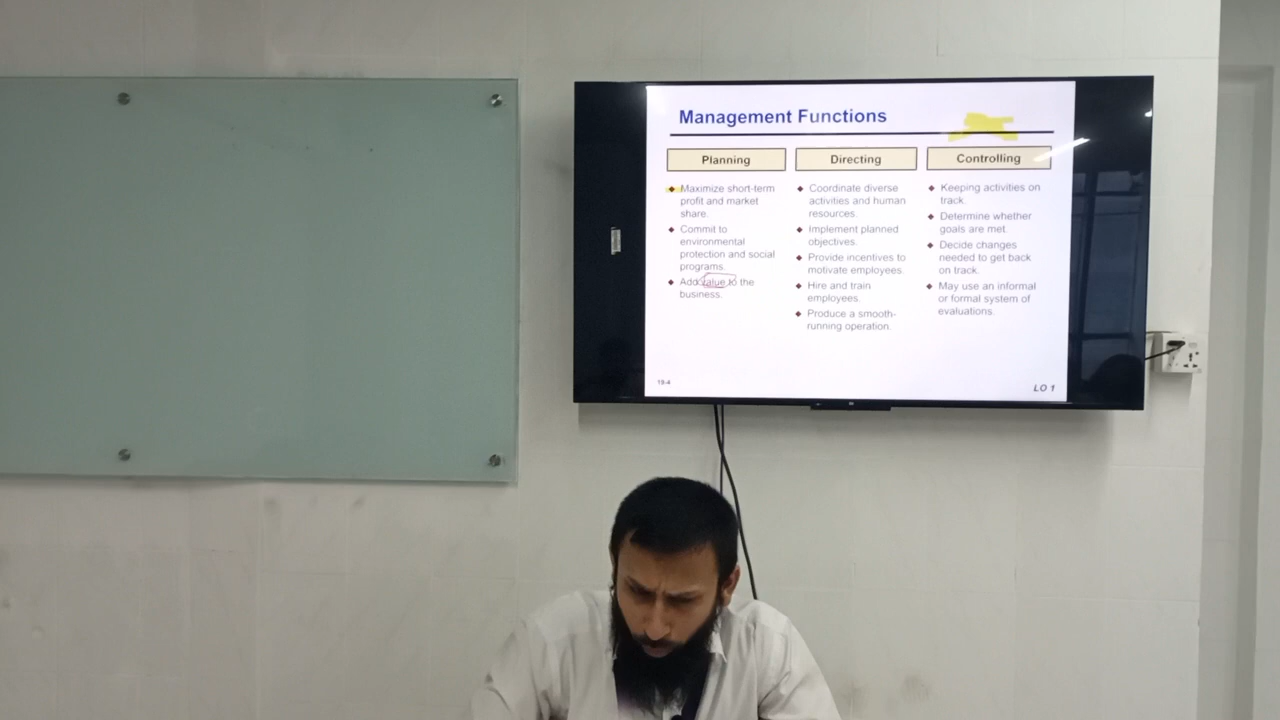 Management Functions
Planning
Maximize short-term
profit and market
share.
Commit to
environmental
protection and social
programs.
Add value to the
business.
Directing
Coordinate diverse
activities and human
resources.
Implement planned
objectives.
Provide incentives to
motivate employees.
Hire and train
employees.
Produce a smooth-
running operation.
Controlling
Keeping activities on
track.
Determine whether
goals are met.
Decide changes
needed to get back
on track.
May use an informal
or formal system of
evaluations.
LO 1